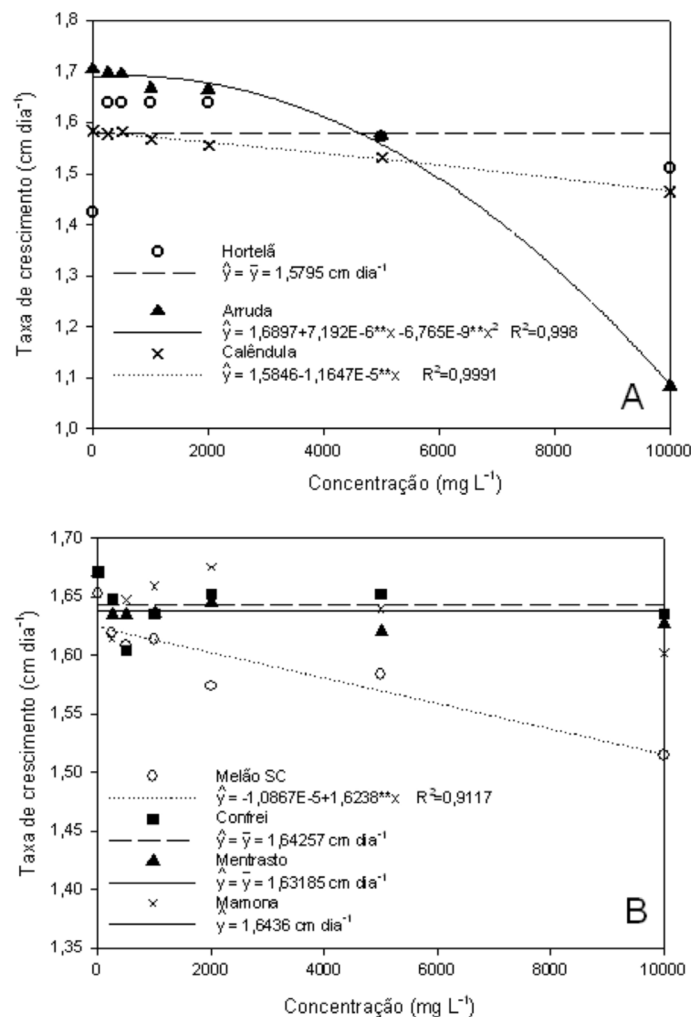 1,8
1,7
1,6
1,5
1,4
1,3
1,2
1,1
1,0
Taxa de crescimento (cm dia⁻¹)
Hortelã
ŷ = ȳ = 1,5795 cm dia⁻¹
Arruda
ŷ = 1,6897+7,192E-6**x -6,765E-9**x² R²=0,998
Calêndula
ŷ = 1,5846-1,1647E-5**x R²=0,9991
A
0 2000 4000 6000 8000 10000
Concentração (mg L⁻¹)
1,70
1,65
1,60
1,55
1,50
1,45
1,40
1,35
Taxa de crescimento (cm dia⁻¹)
Melão SC
ŷ = -1,0867E-5+1,6238**x R²=0,9117
Confrei
ŷ = ȳ = 1,64257 cm dia⁻¹
Mentrasto
ŷ = ȳ = 1,63185 cm dia⁻¹
Mamona
ŷ = 1,6436 cm dia⁻¹
B
0 2000 4000 6000 8000 10000
Concentração (mg L⁻¹)